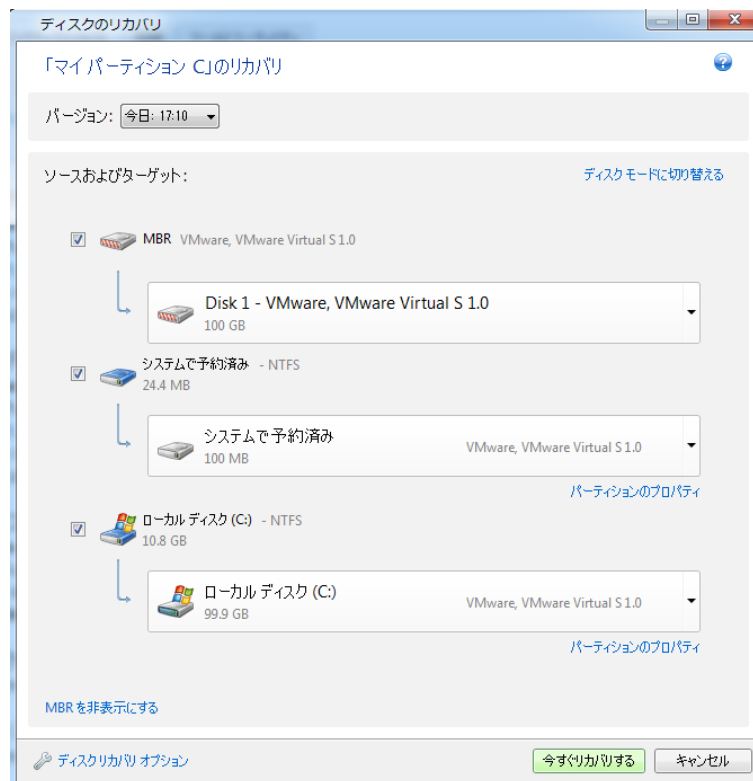 ディスクのリカバリ
「マイ パーティション C」のリカバリ
バージョン: 今日: 17:10
ソースおよびターゲット:
ディスク モードに切り替える
MBR VMware, VMware Virtual S 1.0
Disk 1 - VMware, VMware Virtual S 1.0
100 GB
システムで予約済み - NTFS
24.4 MB
システムで予約済み VMware, VMware Virtual S 1.0
100 MB
パーティションのプロパティ
ローカル ディスク (C:) - NTFS
10.8 GB
ローカル ディスク (C:) VMware, VMware Virtual S 1.0
99.9 GB
パーティションのプロパティ
MBR を非表示にする
ディスク リカバリ オプション 今すぐリカバリする キャンセル